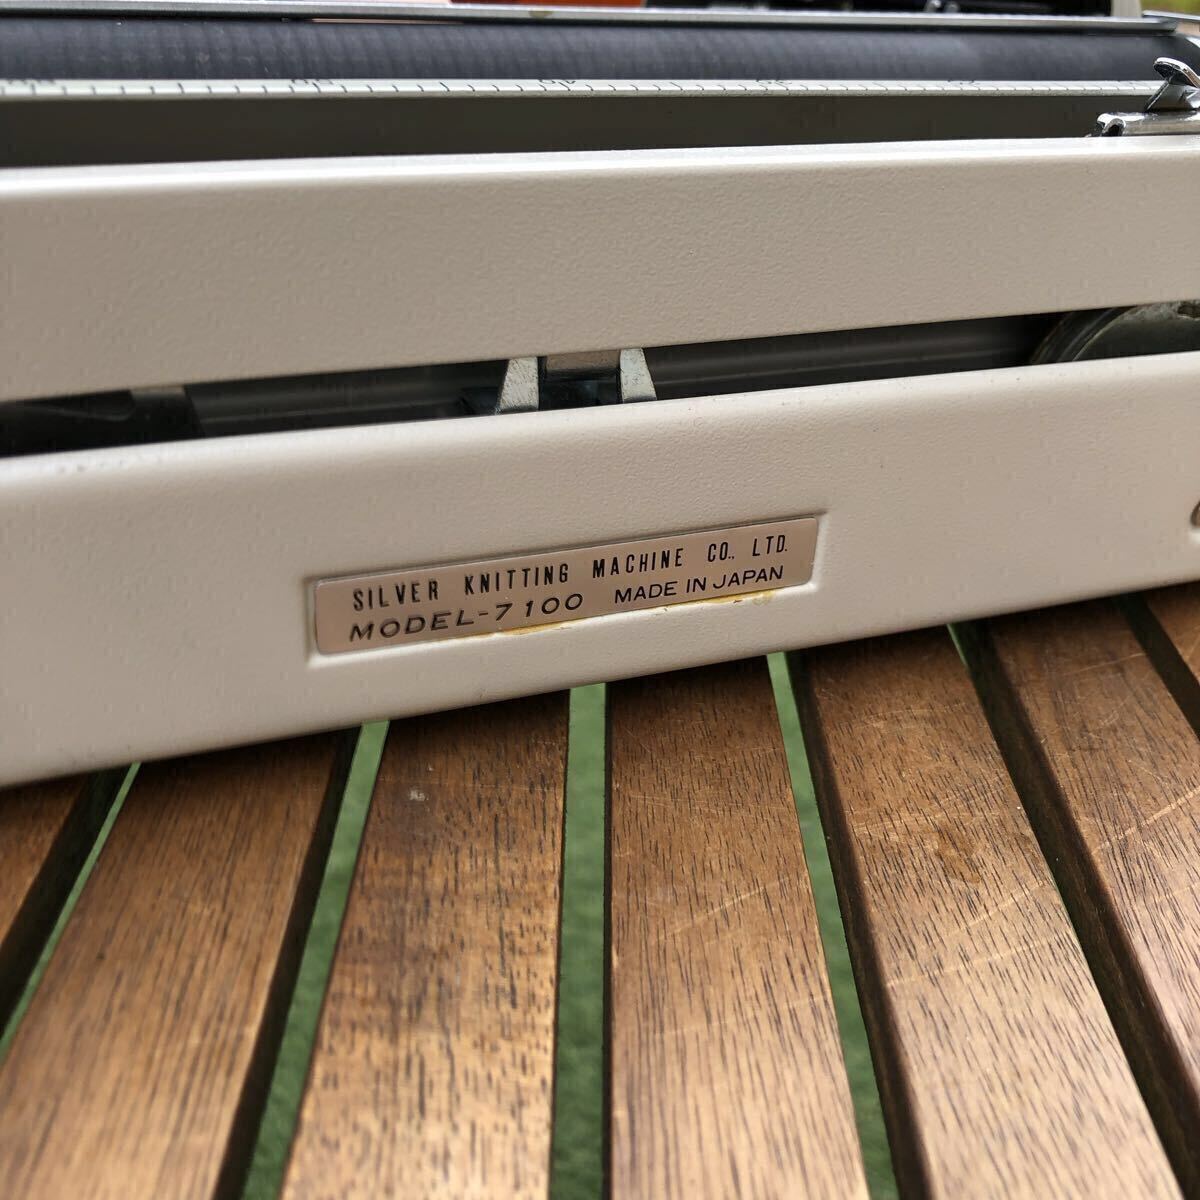 SILVER KNITTING MACHINE CO., LTD.
MODEL-7100 MADE IN JAPAN